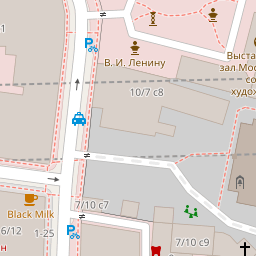 В. И. Ленину
Выста
зал Мос
со
худож
10/7 с8
Black Milk
7/10 с7
1-25
6/12
н
7/10 с9